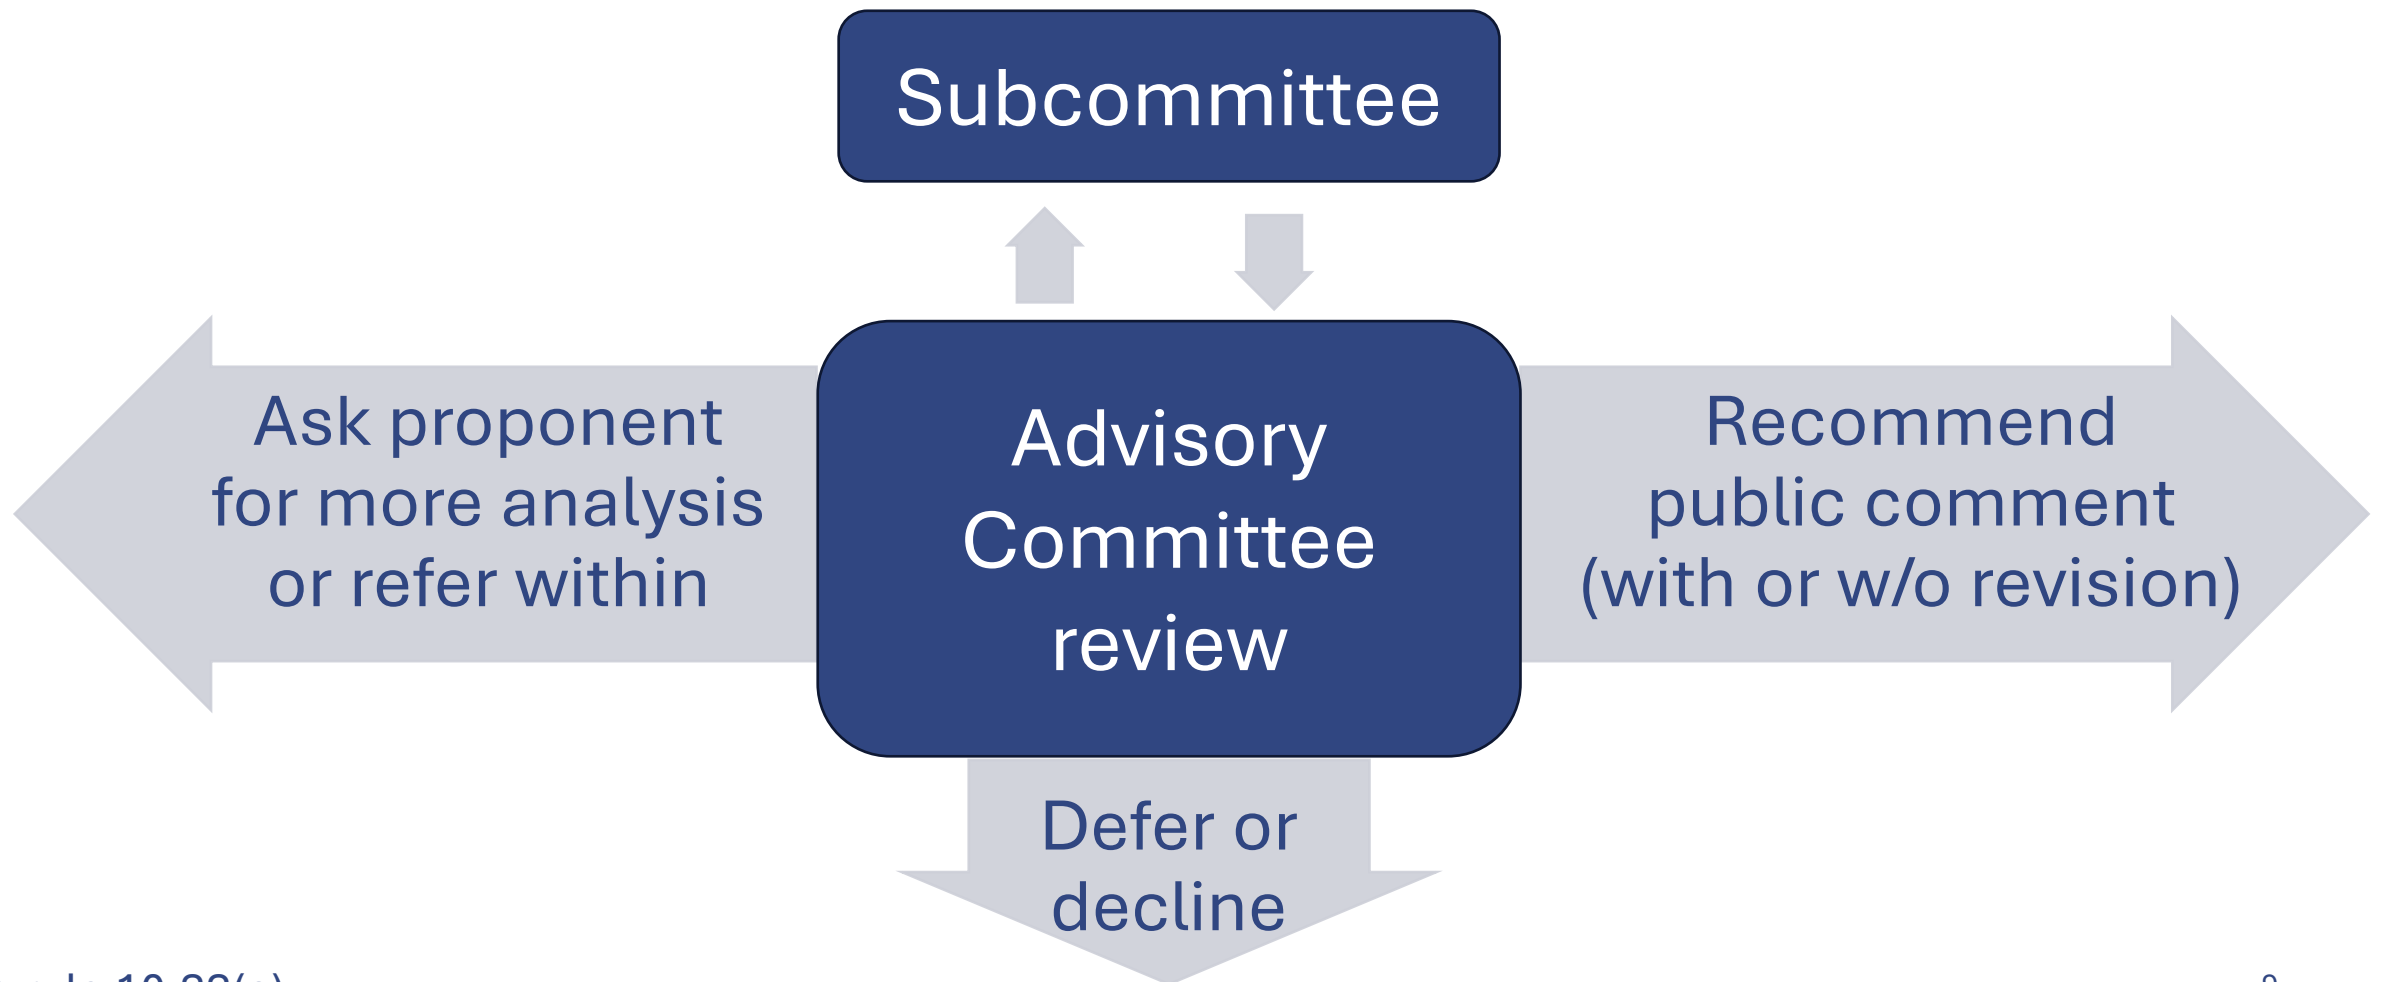 Subcommittee
Ask proponent
for more analysis
or refer within
Advisory
Committee
review
Recommend
public comment
(with or w/o revision)
Defer or
decline